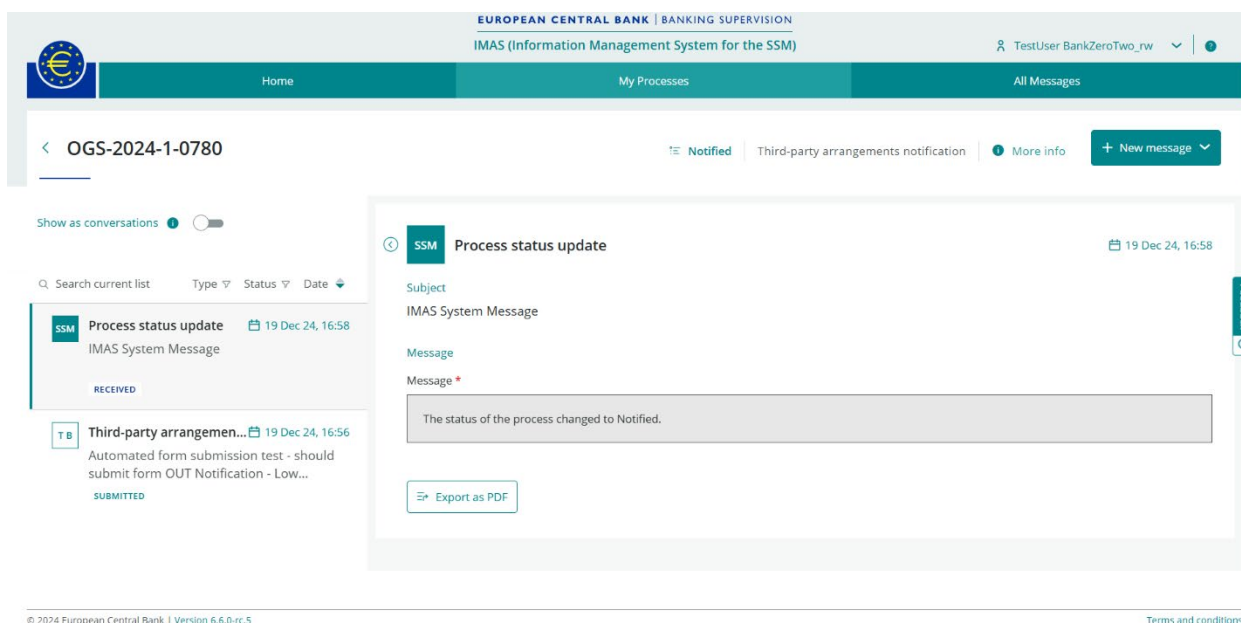 EUROPEAN CENTRAL BANK | BANKING SUPERVISION
IMAS (Information Management System for the SSM)
TestUser BankZeroTwo_rw
Home
My Processes
All Messages
OGS-2024-1-0780
Notified
Third-party arrangements notification
More info
+ New message
Show as conversations
Search current list
Type
Status
Date
SSM
Process status update
19 Dec 24, 16:58
IMAS System Message
RECEIVED
T B
Third-party arrangemen...
19 Dec 24, 16:56
Automated form submission test - should
submit form OUT Notification - Low...
SUBMITTED
SSM
Process status update
19 Dec 24, 16:58
Subject
IMAS System Message
Message
Message *
The status of the process changed to Notified.
Export as PDF
© 2024 European Central Bank | Version 6.6.0-rc.5
Terms and conditions